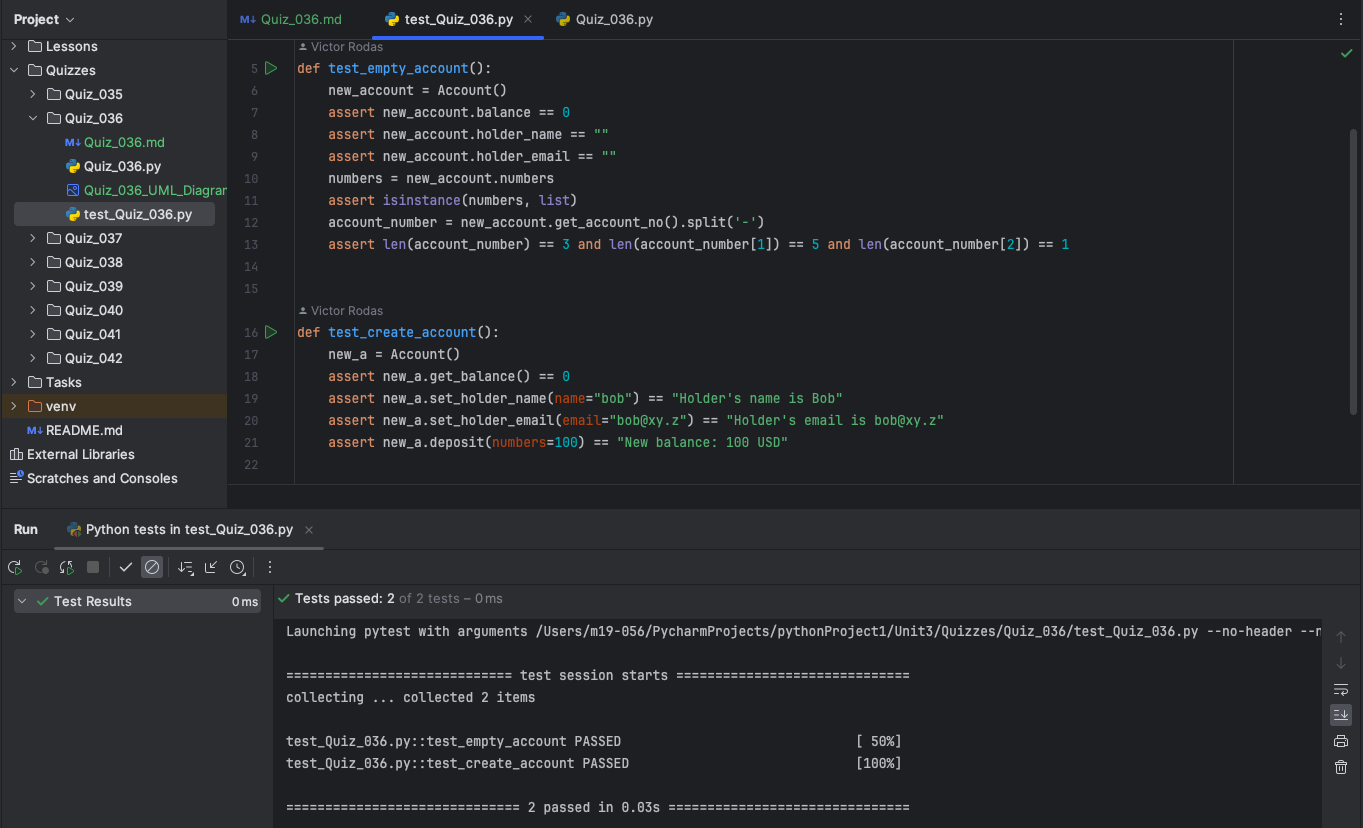 Project
Quiz_036.md
test_Quiz_036.py
Quiz_036.py
Lessons
Quizzes
Quiz_035
Quiz_036
Quiz_036.md
Quiz_036.py
Quiz_036_UML_Diagram
test_Quiz_036.py
Quiz_037
Quiz_038
Quiz_039
Quiz_040
Quiz_041
Quiz_042
Tasks
venv
README.md
External Libraries
Scratches and Consoles
Victor Rodas
5 def test_empty_account():
6 new_account = Account()
7 assert new_account.balance == 0
8 assert new_account.holder_name == ""
9 assert new_account.holder_email == ""
10 numbers = new_account.numbers
11 assert isinstance(numbers, list)
12 account_number = new_account.get_account_no().split('-')
13 assert len(account_number) == 3 and len(account_number[1]) == 5 and len(account_number[2]) == 1
14
15
Victor Rodas
16 def test_create_account():
17 new_a = Account()
18 assert new_a.get_balance() == 0
19 assert new_a.set_holder_name(name="bob") == "Holder's name is Bob"
20 assert new_a.set_holder_email(email="bob@xy.z") == "Holder's email is bob@xy.z"
21 assert new_a.deposit(numbers=100) == "New balance: 100 USD"
22
Run
Python tests in test_Quiz_036.py
Test Results 0 ms
Tests passed: 2 of 2 tests – 0 ms
Launching pytest with arguments /Users/m19-056/PycharmProjects/pythonProject1/Unit3/Quizzes/Quiz_036/test_Quiz_036.py --no-header --n
============================= test session starts ==============================
collecting ... collected 2 items
test_Quiz_036.py::test_empty_account PASSED [ 50%]
test_Quiz_036.py::test_create_account PASSED [100%]
============================== 2 passed in 0.03s ===============================